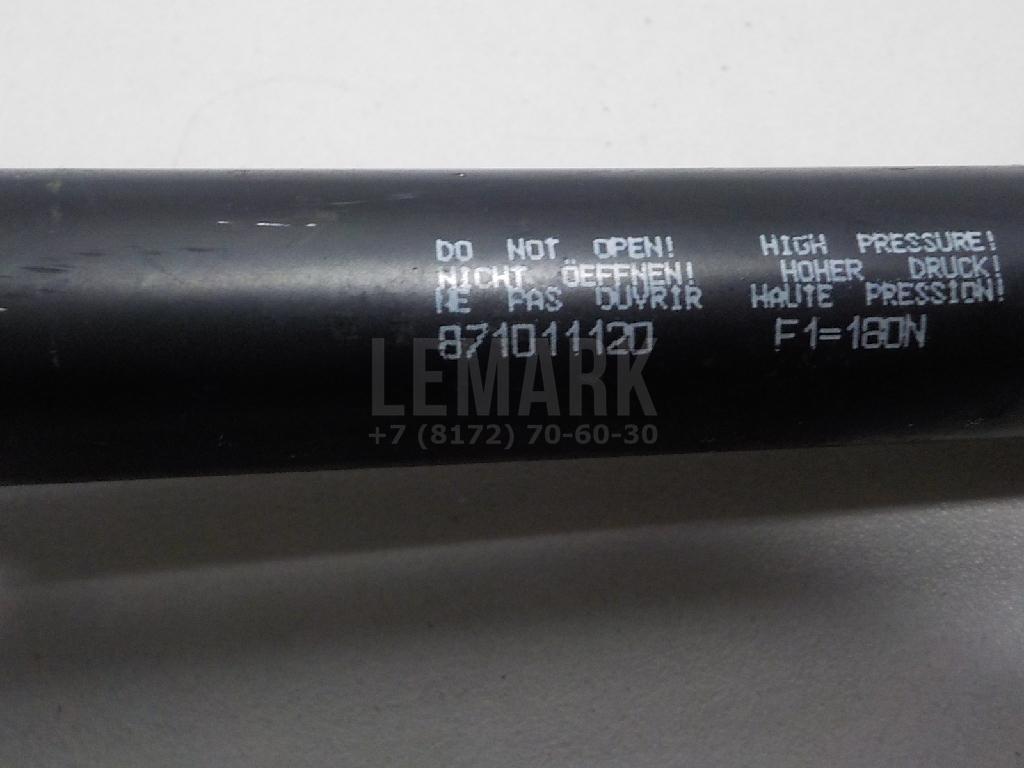 DO NOT OPEN! HIGH PRESSURE!
NICHT ÖEFFNEN! HOHER DRUCK!
NE PAS OUVRIR HAUTE PRESSION!
871011120 F1=180N
LEMARK
+7 (8172) 70-60-30